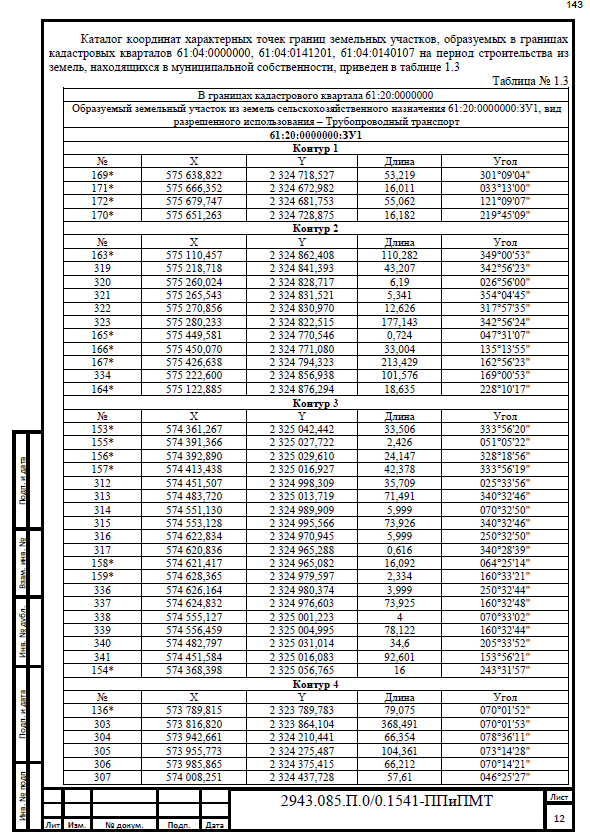 143
Каталог координат характерных точек границ земельных участков, образуемых в границах
кадастровых кварталов 61:04:0000000, 61:04:0141201, 61:04:0140107 на период строительства из
земель, находящихся в муниципальной собственности, приведен в таблице 1.3
Таблица № 1.3
В границах кадастрового квартала 61:20:0000000
Образуемый земельный участок из земель сельскохозяйственного назначения 61:20:0000000:ЗУ1, вид
разрешенного использования – Трубопроводный транспорт
61:20:0000000:ЗУ1
Контур 1
№ X Y Длина Угол
169* 575 638,822 2 324 718,527 53,219 301°09'04"
171* 575 666,352 2 324 672,982 16,011 033°13'00"
172* 575 679,747 2 324 681,753 55,062 121°09'07"
170* 575 651,263 2 324 728,875 16,182 219°45'09"
Контур 2
№ X Y Длина Угол
163* 575 110,457 2 324 862,408 110,282 349°00'53"
319 575 218,718 2 324 841,393 43,207 342°56'23"
320 575 260,024 2 324 828,717 6,19 026°56'00"
321 575 265,543 2 324 831,521 5,341 354°04'45"
322 575 270,856 2 324 830,970 12,626 317°57'35"
323 575 280,233 2 324 822,515 177,143 342°56'24"
165* 575 449,581 2 324 770,546 0,724 047°31'07"
166* 575 450,070 2 324 771,080 33,004 135°13'55"
167* 575 426,638 2 324 794,323 213,429 162°56'23"
334 575 222,600 2 324 856,938 101,576 169°00'53"
164* 575 122,885 2 324 876,294 18,635 228°10'17"
Контур 3
№ X Y Длина Угол
153* 574 361,267 2 325 042,442 33,506 333°56'20"
155* 574 391,366 2 325 027,722 2,426 051°05'22"
156* 574 392,890 2 325 029,610 24,147 328°18'56"
157* 574 413,438 2 325 016,927 42,378 333°56'19"
312 574 451,507 2 324 998,309 35,709 025°33'56"
313 574 483,720 2 325 013,719 71,491 340°32'46"
314 574 551,130 2 324 989,909 5,999 070°32'50"
315 574 553,128 2 324 995,566 73,926 340°32'46"
316 574 622,834 2 324 970,945 5,999 250°32'50"
317 574 620,836 2 324 965,288 0,616 340°28'39"
158* 574 621,417 2 324 965,082 16,092 064°25'14"
159* 574 628,365 2 324 979,597 2,334 160°33'21"
336 574 626,164 2 324 980,374 3,999 250°32'44"
337 574 624,832 2 324 976,603 73,925 160°32'48"
338 574 555,127 2 325 001,223 4 070°33'02"
339 574 556,459 2 325 004,995 78,122 160°32'44"
340 574 482,797 2 325 031,014 34,6 205°33'52"
341 574 451,584 2 325 016,083 92,601 153°56'21"
154* 574 368,398 2 325 056,765 16 243°31'57"
Контур 4
№ X Y Длина Угол
136* 573 789,815 2 323 789,783 79,075 070°01'52"
303 573 816,820 2 323 864,104 368,491 070°01'53"
304 573 942,661 2 324 210,441 66,354 078°36'11"
305 573 955,773 2 324 275,487 104,361 073°14'28"
306 573 985,865 2 324 375,415 66,212 070°14'21"
307 574 008,251 2 324 437,728 57,61 046°25'27"
Подп. и дата
Взам. инв. №
Инв. № дубл.
Подп. и дата
Инв. № подл
Лит Изм. № докум. Подп. Дата
2943.085.П.0/0.1541-ППиПМТ
Лист
12